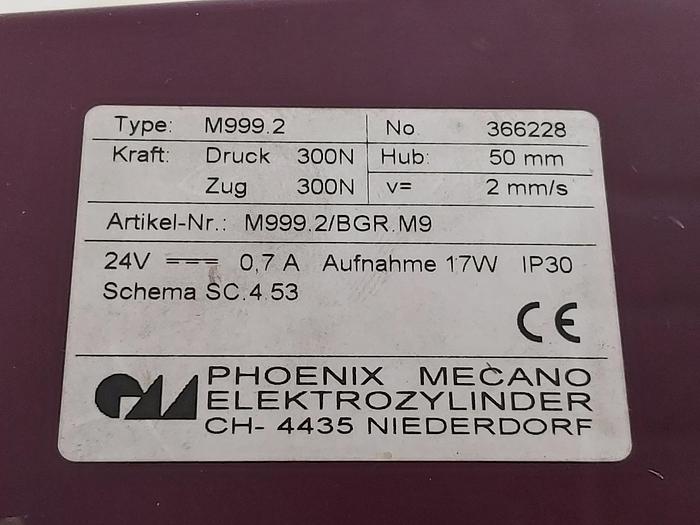 Type: M999.2 No. 366228
Kraft: Druck 300N Hub: 50 mm
Zug 300N v= 2 mm/s
Artikel-Nr.: M999.2/BGR.M9
24V ⎓ 0,7 A Aufnahme 17W IP30
Schema SC.4.53
CE
PHOENIX MECANO
ELEKTROZYLINDER
CH- 4435 NIEDERDORF